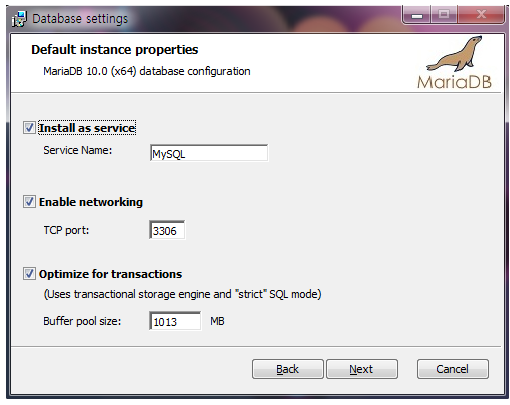 Database settings
Default instance properties
MariaDB 10.0 (x64) database configuration
MariaDB
Install as service
Service Name: MySQL
Enable networking
TCP port: 3306
Optimize for transactions
(Uses transactional storage engine and "strict" SQL mode)
Buffer pool size: 1013 MB
Back Next Cancel